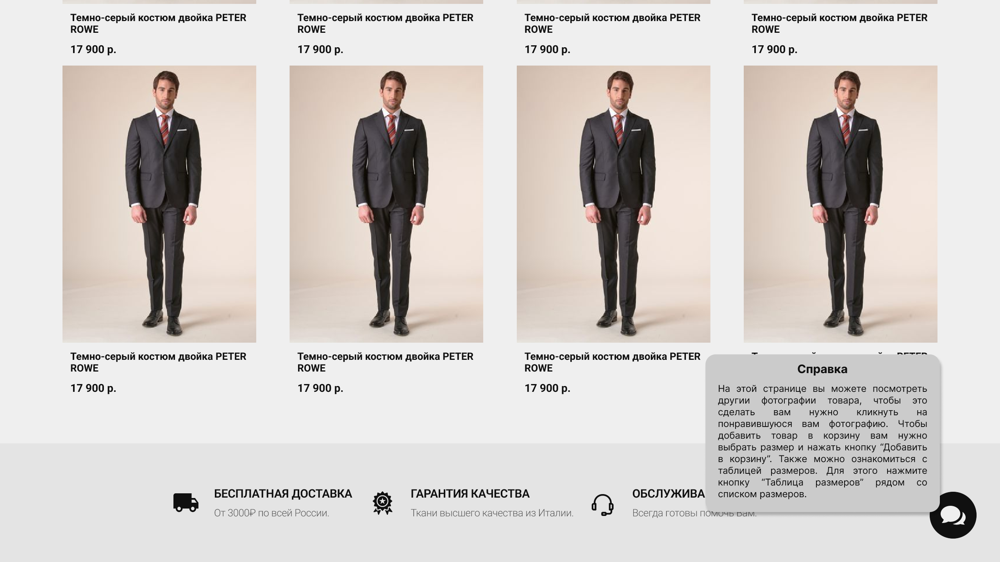 Темно-серый костюм двойка PETER
ROWE
17 900 р.
Темно-серый костюм двойка PETER
ROWE
17 900 р.
Темно-серый костюм двойка PETER
ROWE
17 900 р.
Темно-серый костюм двойка PETER
ROWE
17 900 р.
Темно-серый костюм двойка PETER
ROWE
17 900 р.
Темно-серый костюм двойка PETER
ROWE
17 900 р.
Темно-серый костюм двойка PETER
ROWE
17 900 р.
Справка
На этой странице вы можете посмотреть
другии фотографии товара, чтобы это
сделать вам нужно кликнуть на
понравившуюся вам фотографию. Чтобы
добавить товар в корзину вам нужно
выбрать размер и нажать кнопку “Добавить
в корзину”. Также можно ознакомиться с
таблицей размеров. Для этого нажмите
кнопку “Таблица размеров” рядом со
списком размеров.
БЕСПЛАТНАЯ ДОСТАВКА
От 3000₽ по всей России.
ГАРАНТИЯ КАЧЕСТВА
Ткани высшего качества из Италии.
ОБСЛУЖИВА
Всегда готовы помочь Вам.